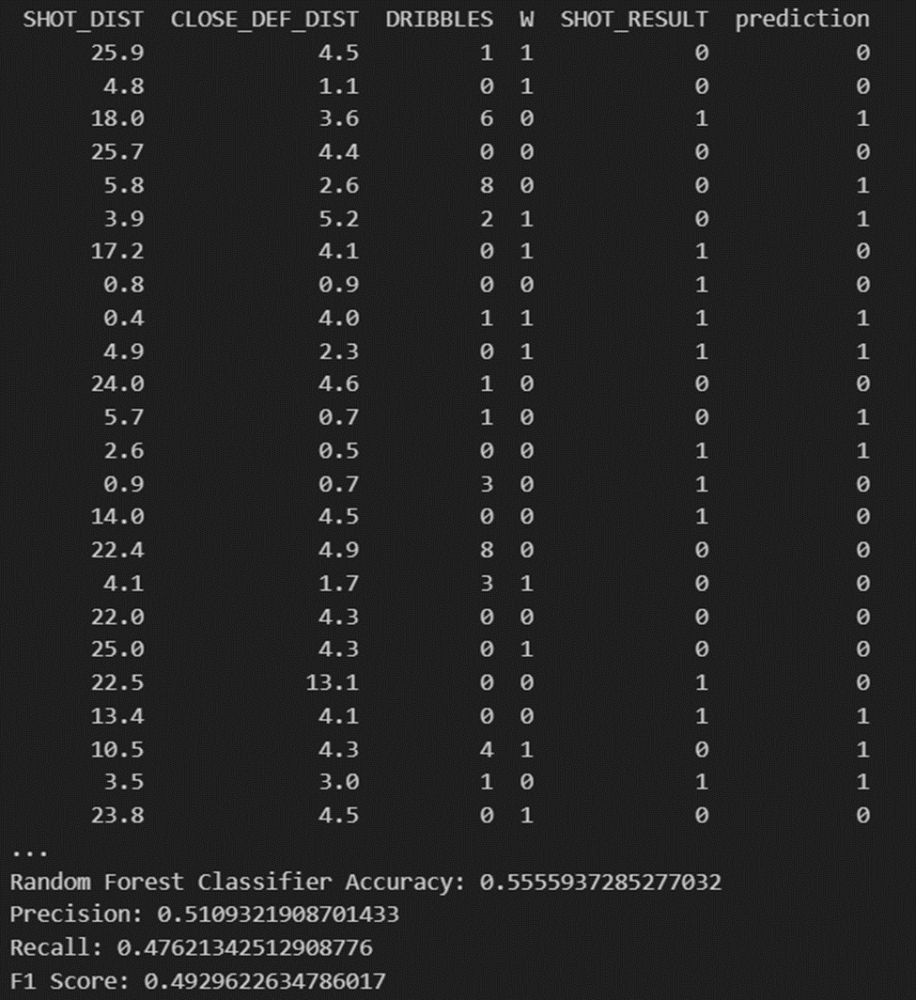 SHOT_DIST CLOSE_DEF_DIST DRIBBLES W SHOT_RESULT prediction
25.9 4.5 1 1 0 0
4.8 1.1 0 1 0 0
18.0 3.6 6 0 1 1
25.7 4.4 0 0 0 0
5.8 2.6 8 0 0 1
3.9 5.2 2 1 0 1
17.2 4.1 0 1 1 0
0.8 0.9 0 0 1 0
0.4 4.0 1 1 1 1
4.9 2.3 0 1 1 1
24.0 4.6 1 0 0 0
5.7 0.7 1 0 0 1
2.6 0.5 0 0 1 1
0.9 0.7 3 0 1 0
14.0 4.5 0 0 1 0
22.4 4.9 8 0 0 0
4.1 1.7 3 1 0 0
22.0 4.3 0 0 0 0
25.0 4.3 0 1 0 0
22.5 13.1 0 0 1 0
13.4 4.1 0 0 1 1
10.5 4.3 4 1 0 1
3.5 3.0 1 0 1 1
23.8 4.5 0 1 0 0
...
Random Forest Classifier Accuracy: 0.5555937285277032
Precision: 0.5109321908701433
Recall: 0.47621342512908776
F1 Score: 0.4929622634786017